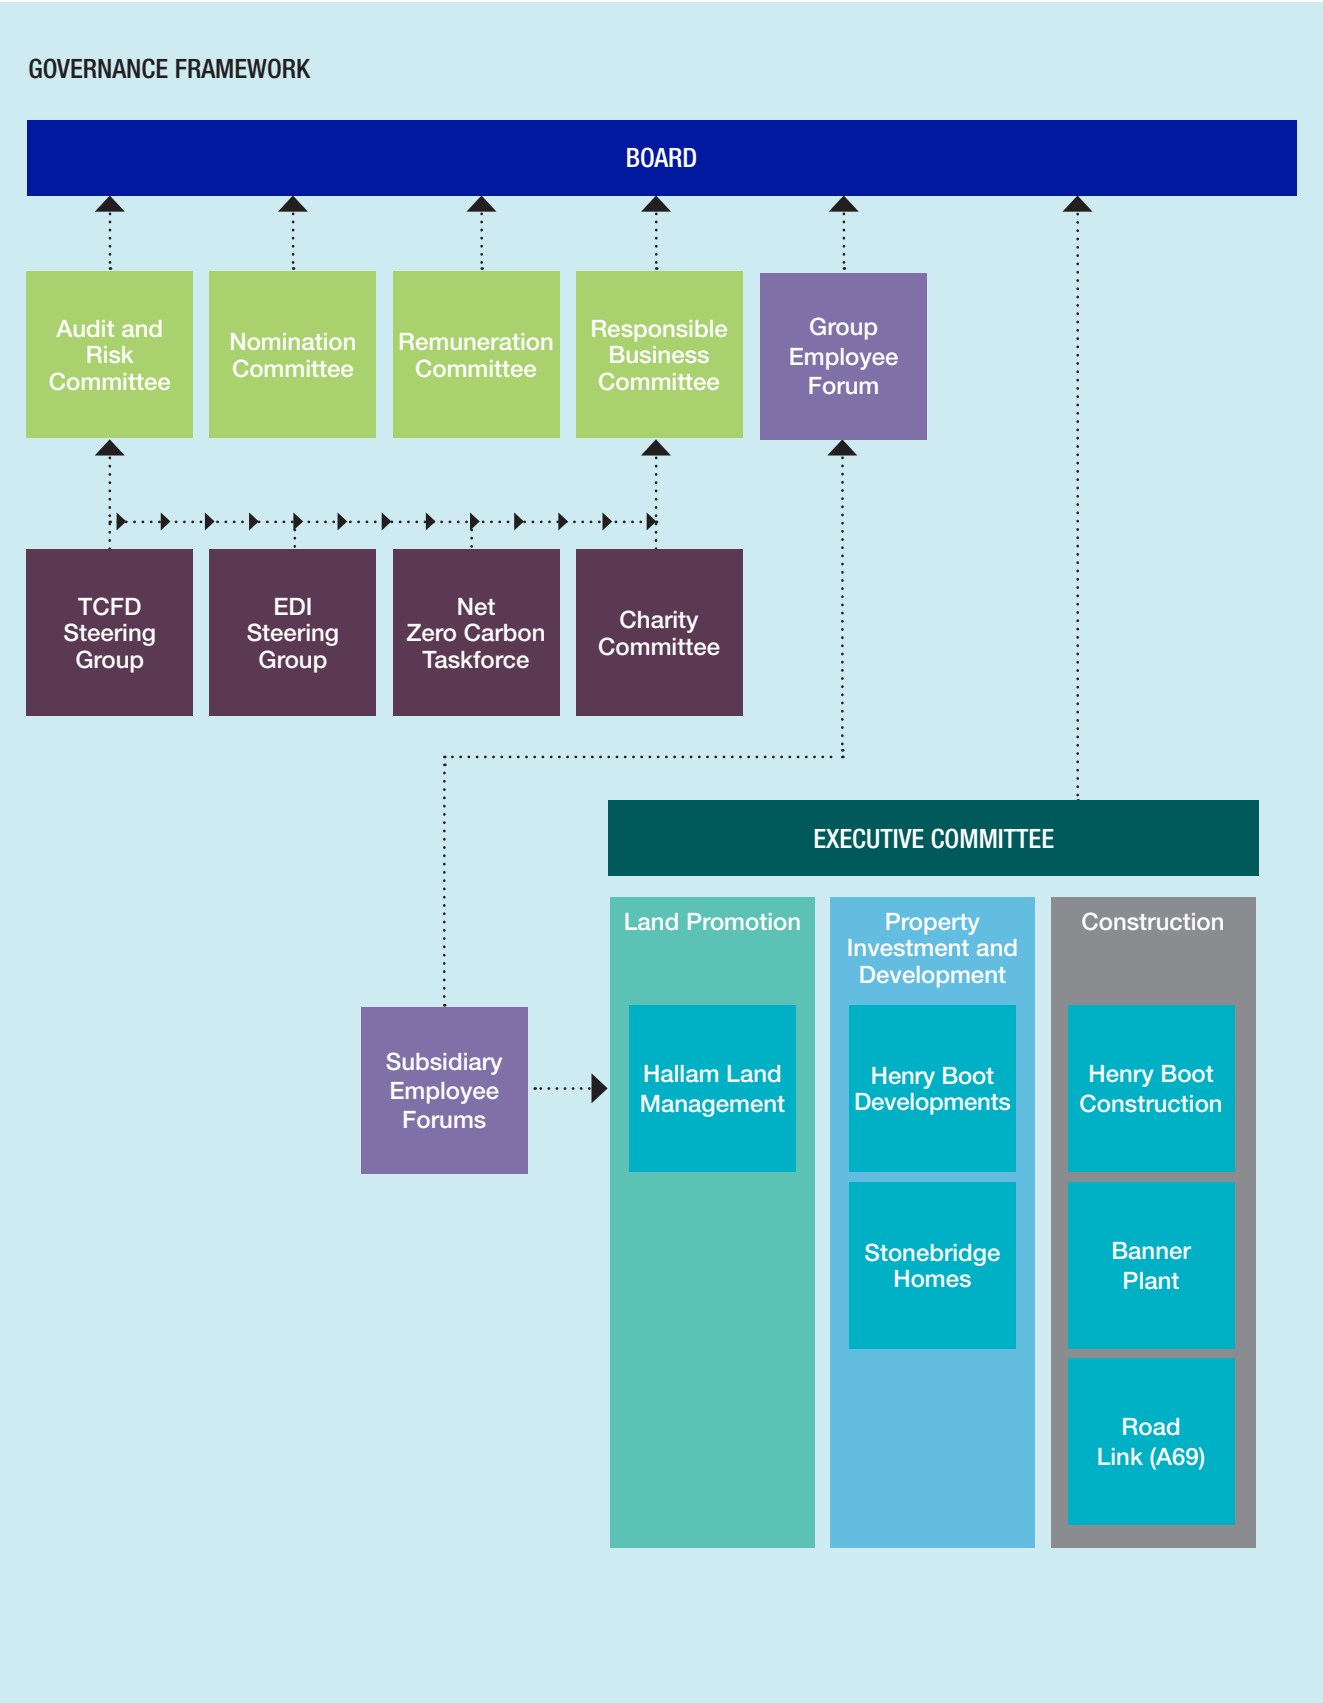 GOVERNANCE FRAMEWORK
BOARD
Audit and
Risk
Committee
Nomination
Committee
Remuneration
Committee
Responsible
Business
Committee
Group
Employee
Forum
TCFD
Steering
Group
EDI
Steering
Group
Net
Zero Carbon
Taskforce
Charity
Committee
EXECUTIVE COMMITTEE
Land Promotion
Property
Investment and
Development
Construction
Subsidiary
Employee
Forums
Hallam Land
Management
Henry Boot
Developments
Henry Boot
Construction
Stonebridge
Homes
Banner
Plant
Road
Link (A69)